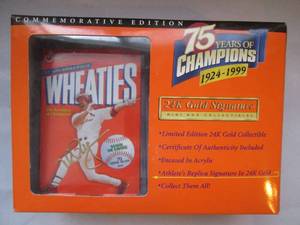 COMMEMORATIVE EDITION
75 YEARS OF
CHAMPIONS
1924-1999
WHEATIES
24K Gold Signature
•Limited Edition 24K Gold Collectible
•Certificate Of Authenticity Included
•Encased In Acrylic
•Athlete's Replica Signature In 24K Gold
•Collect Them All!